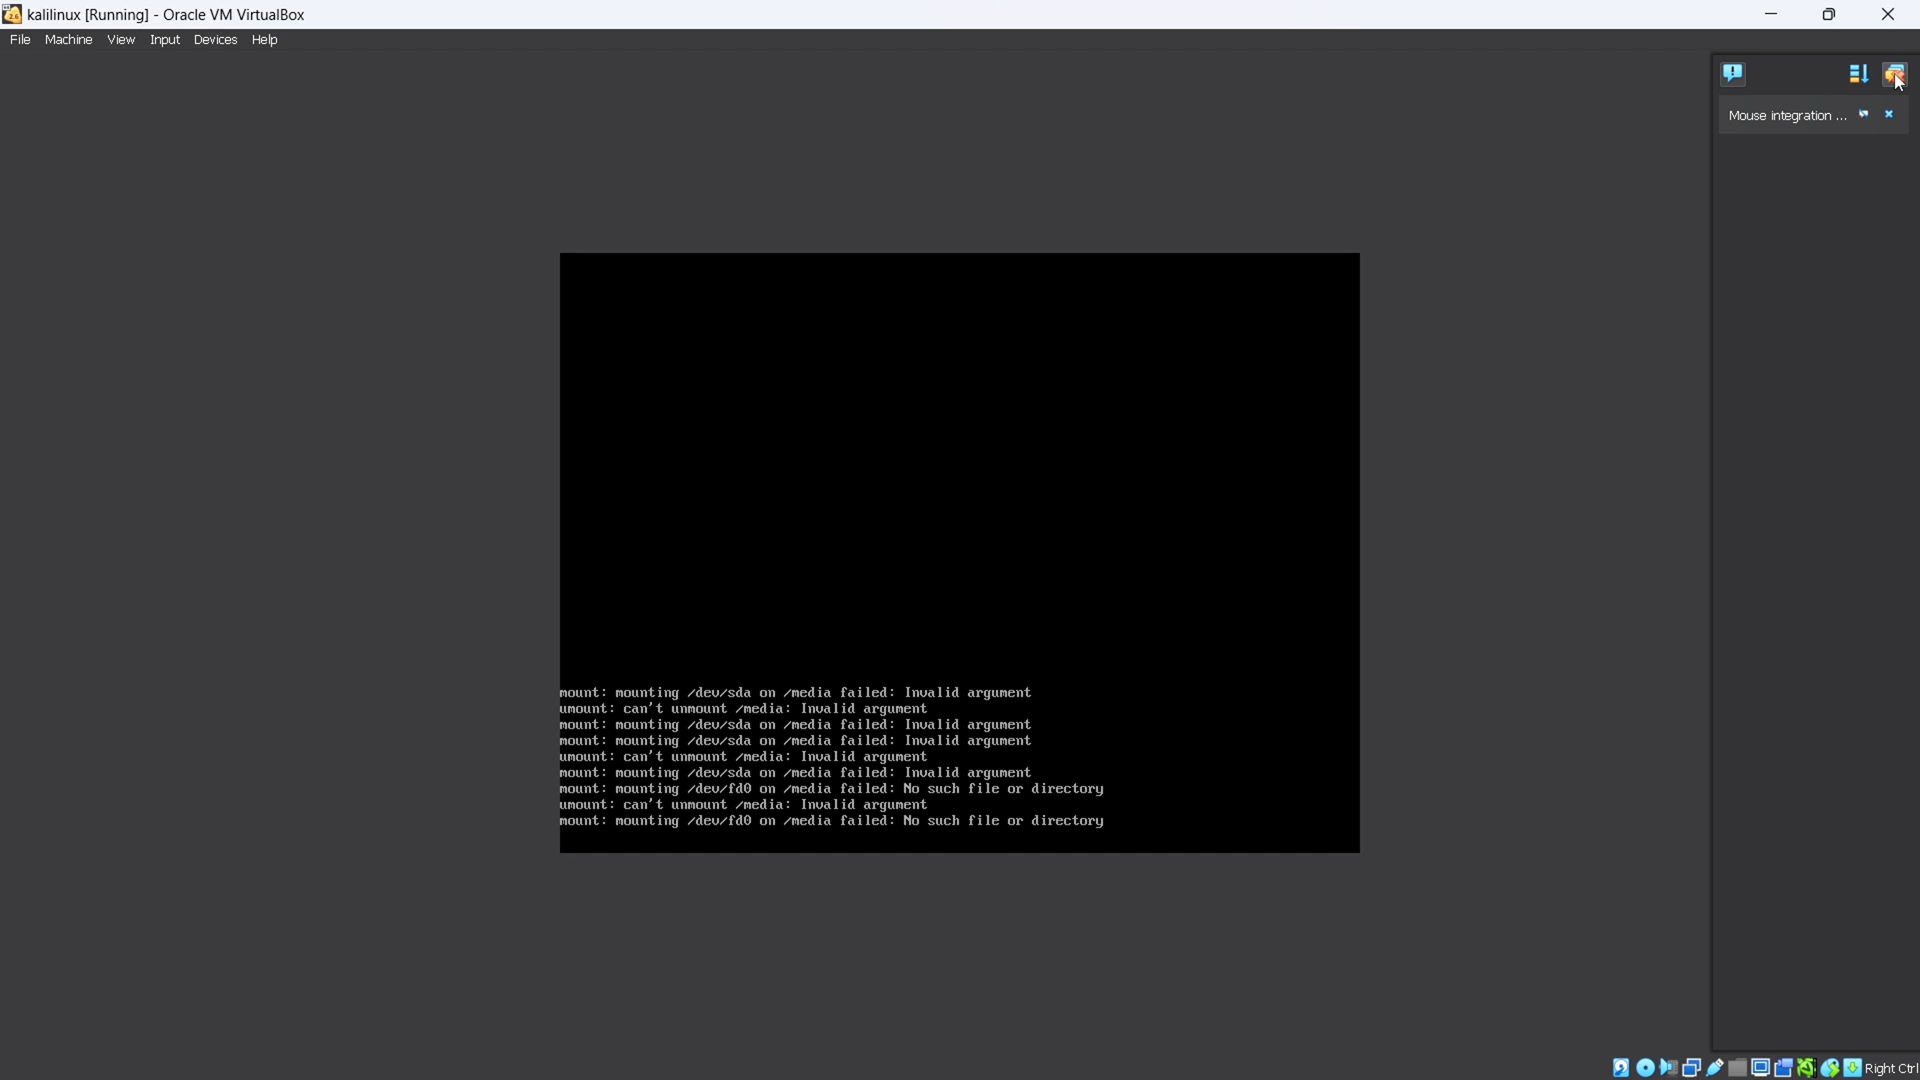 kalilinux [Running] - Oracle VM VirtualBox
File Machine View Input Devices Help
Mouse integration ...
mount: mounting /dev/sda on /media failed: Invalid argument
umount: can't unmount /media: Invalid argument
mount: mounting /dev/sda on /media failed: Invalid argument
mount: mounting /dev/sda on /media failed: Invalid argument
umount: can't unmount /media: Invalid argument
mount: mounting /dev/sda on /media failed: Invalid argument
mount: mounting /dev/fd0 on /media failed: No such file or directory
umount: can't unmount /media: Invalid argument
mount: mounting /dev/fd0 on /media failed: No such file or directory
Right Ctrl